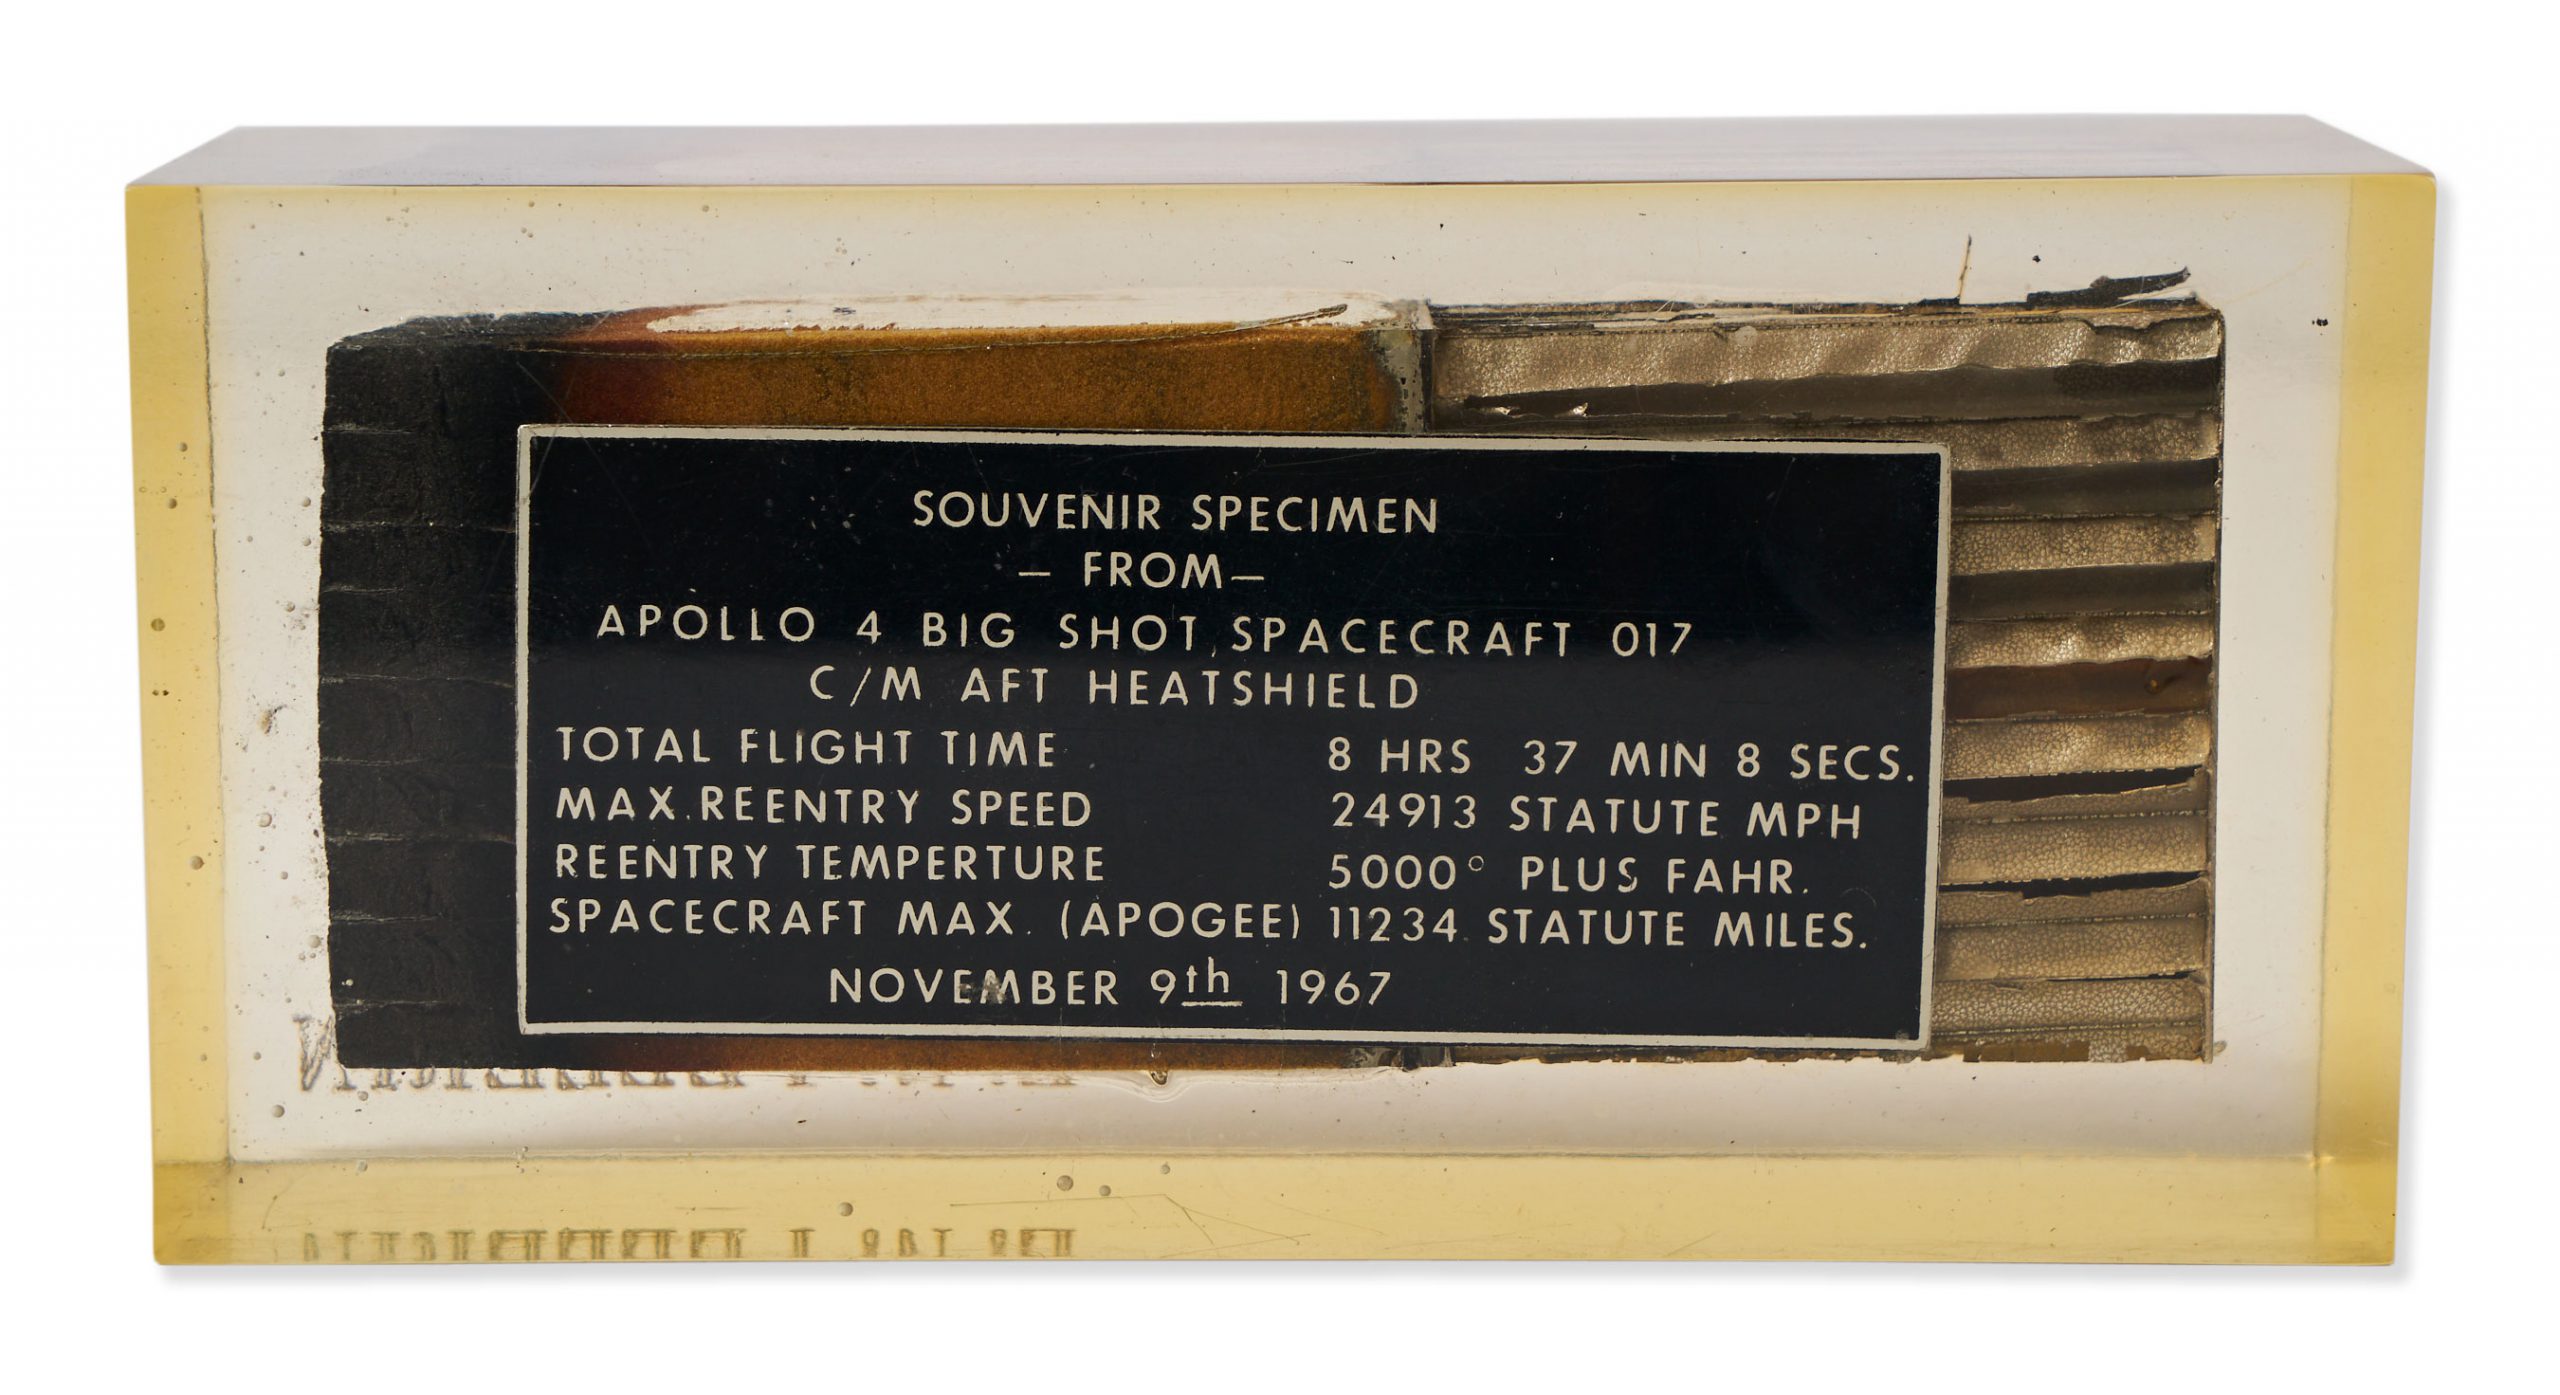 SOUVENIR SPECIMEN
— FROM —
APOLLO 4 BIG SHOT, SPACECRAFT 017
C/M AFT HEATSHIELD
TOTAL FLIGHT TIME 8 HRS 37 MIN 8 SECS.
MAX. REENTRY SPEED 24913 STATUTE MPH
REENTRY TEMPERTURE 5000° PLUS FAHR.
SPACECRAFT MAX. (APOGEE) 11234 STATUTE MILES.
NOVEMBER 9th 1967